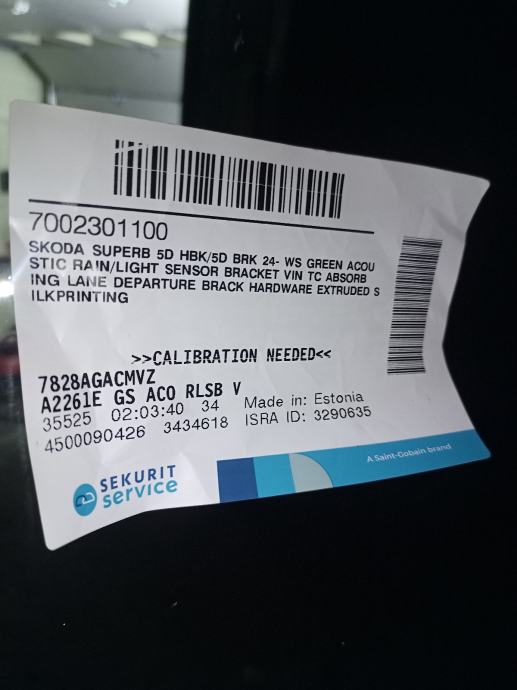 7002301100
SKODA SUPERB 5D HBK/5D BRK 24- WS GREEN ACOU
STIC RAIN/LIGHT SENSOR BRACKET VIN TC ABSORB
ING LANE DEPARTURE BRACK HARDWARE EXTRUDED S
ILKPRINTING
>>CALIBRATION NEEDED<<
7828AGACMVZ
A2261E GS ACO RLSB V
35525 02:03:40 34 Made in: Estonia
4500090426 3434618 ISRA ID: 3290635
SEKURIT
service
A Saint-Gobain brand